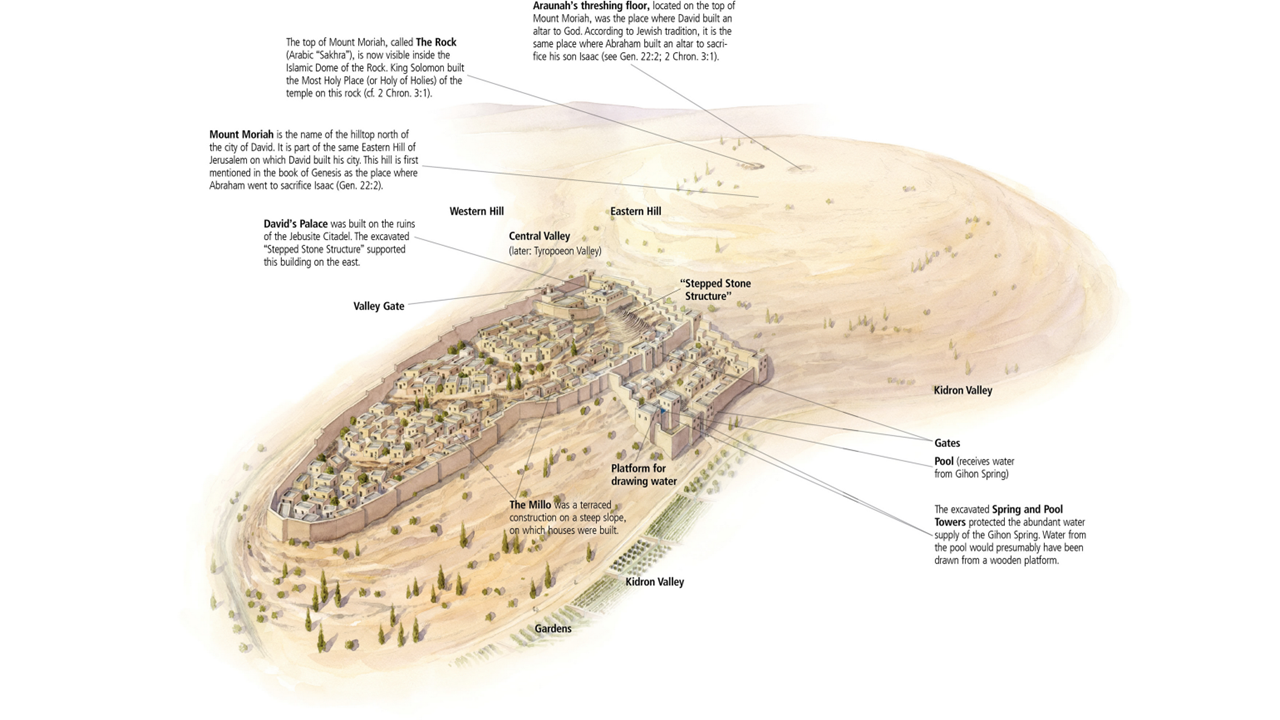 Araunah's threshing floor, located on the top of
Mount Moriah, was the place where David built an
altar to God. According to Jewish tradition, it is the
same place where Abraham built an altar to sacri-
fice his son Isaac (see Gen. 22:2; 2 Chron. 3:1).
The top of Mount Moriah, called The Rock
(Arabic "Sakhra"), is now visible inside the
Islamic Dome of the Rock. King Solomon built
the Most Holy Place (or Holy of Holies) of the
temple on this rock (cf. 2 Chron. 3:1).
Mount Moriah is the name of the hilltop north of
the city of David. It is part of the same Eastern Hill of
Jerusalem on which David built his city. This hill is first
mentioned in the book of Genesis as the place where
Abraham went to sacrifice Isaac (Gen. 22:2).
Western Hill
Eastern Hill
David's Palace was built on the ruins
of the Jebusite Citadel. The excavated
"Stepped Stone Structure" supported
this building on the east.
Central Valley
(later: Tyropoeon Valley)
"Stepped Stone
Structure"
Valley Gate
Kidron Valley
Gates
Pool (receives water
from Gihon Spring)
Platform for
drawing water
The Millo was a terraced
construction on a steep slope,
on which houses were built.
The excavated Spring and Pool
Towers protected the abundant water
supply of the Gihon Spring. Water from
the pool would presumably have been
drawn from a wooden platform.
Kidron Valley
Gardens